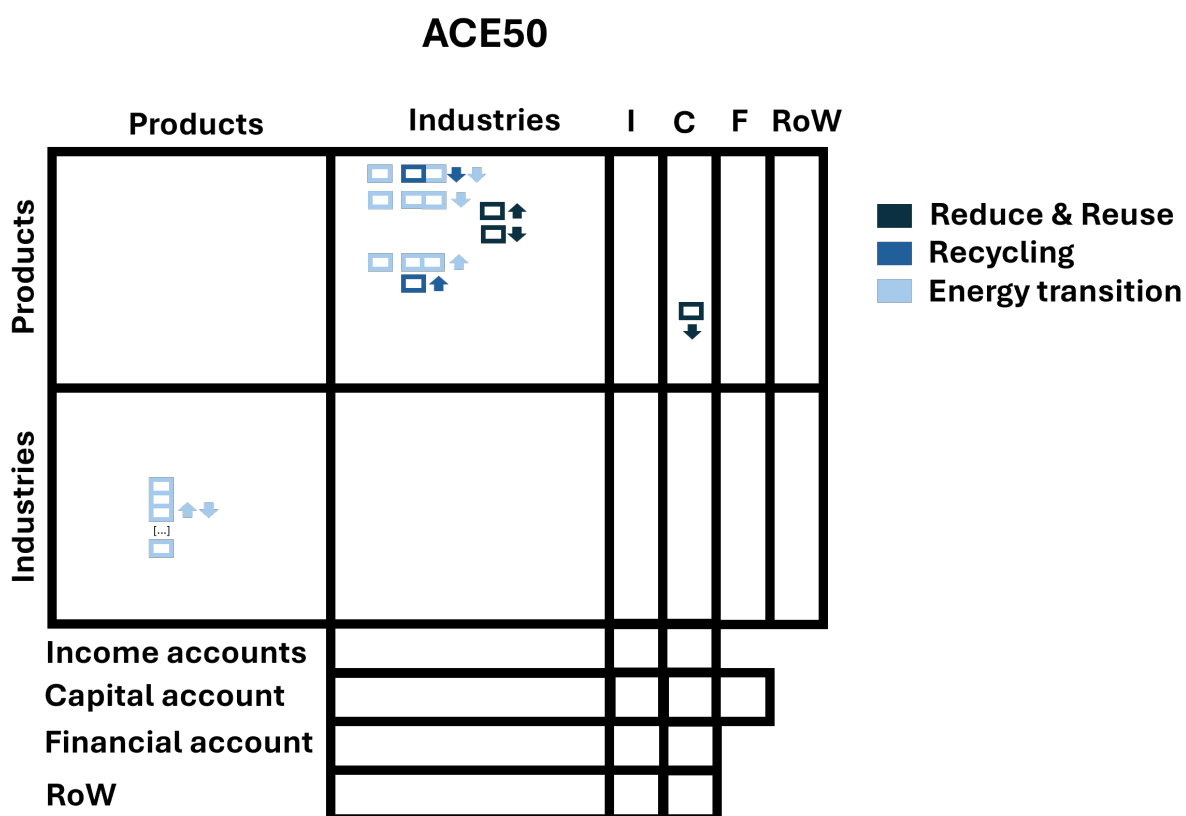 ACE50
Products
Industries
I
C
F
RoW
Products
Reduce & Reuse
Recycling
Energy transition
Industries
[...]
Income accounts
Capital account
Financial account
RoW